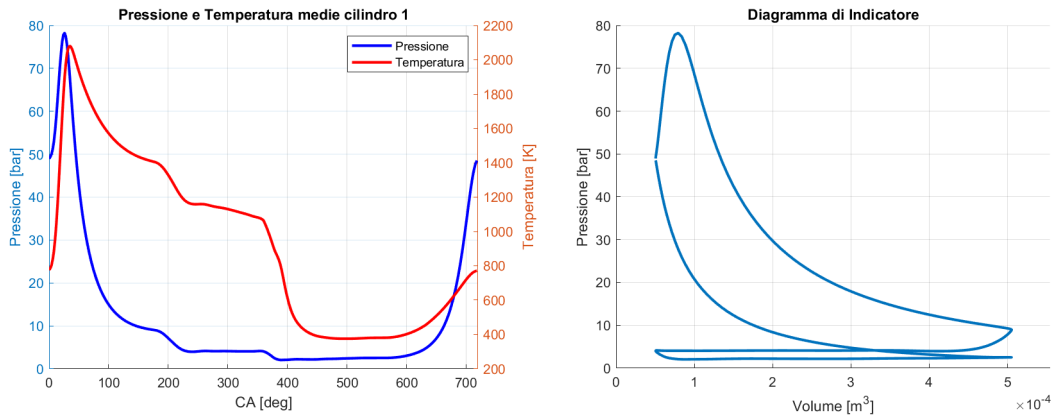 Pressione e Temperatura medie cilindro 1
80
70
60
50
40
30
20
10
0
Pressione [bar]
2200
2000
1800
1600
1400
1200
1000
800
600
400
200
Temperatura [K]
Pressione
Temperatura
0 100 200 300 400 500 600 700
CA [deg]
Diagramma di Indicatore
80
70
60
50
40
30
20
10
0
Pressione [bar]
0 1 2 3 4 5
Volume [m³]
×10⁻⁴